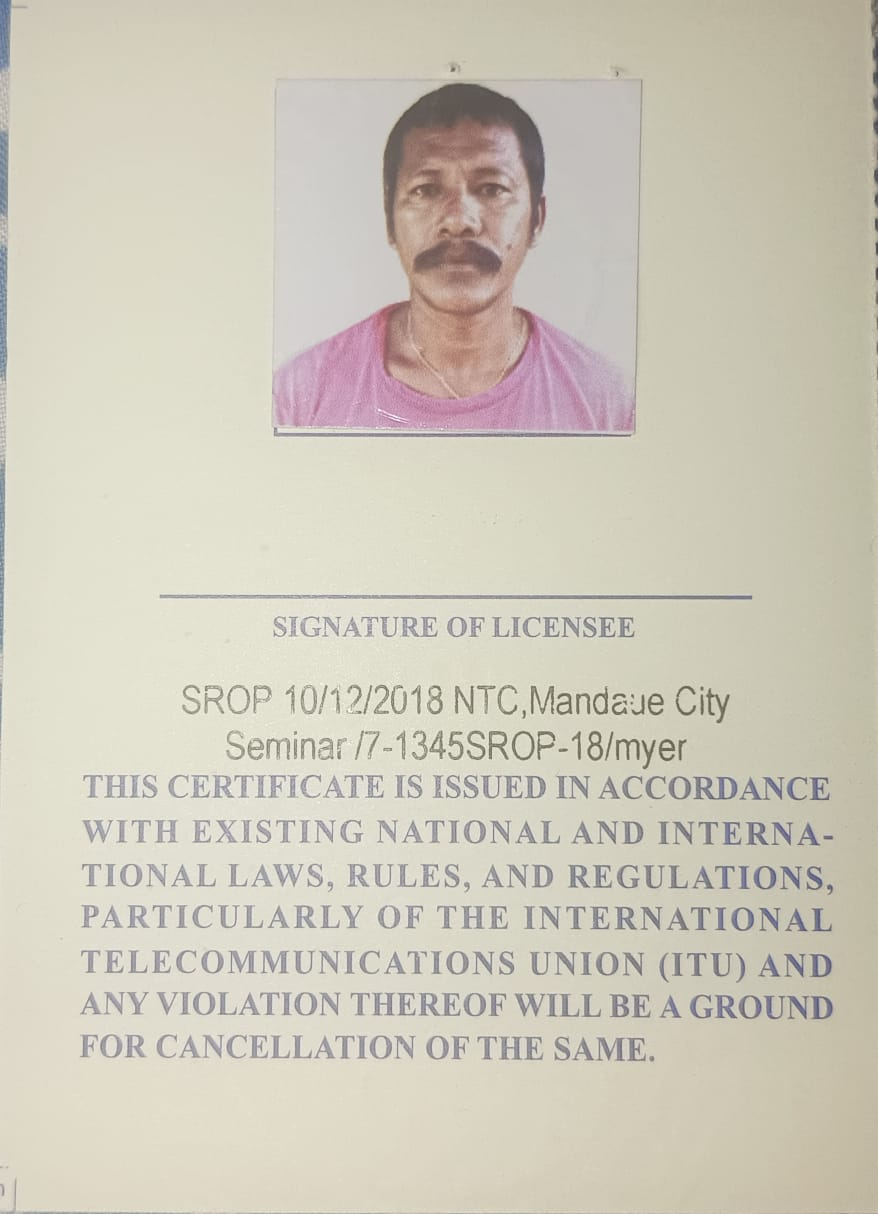 SIGNATURE OF LICENSEE
SROP 10/12/2018 NTC,Mandaue City
Seminar /7-1345SROP-18/myer
THIS CERTIFICATE IS ISSUED IN ACCORDANCE
WITH EXISTING NATIONAL AND INTERNA-
TIONAL LAWS, RULES, AND REGULATIONS,
PARTICULARLY OF THE INTERNATIONAL
TELECOMMUNICATIONS UNION (ITU) AND
ANY VIOLATION THEREOF WILL BE A GROUND
FOR CANCELLATION OF THE SAME.